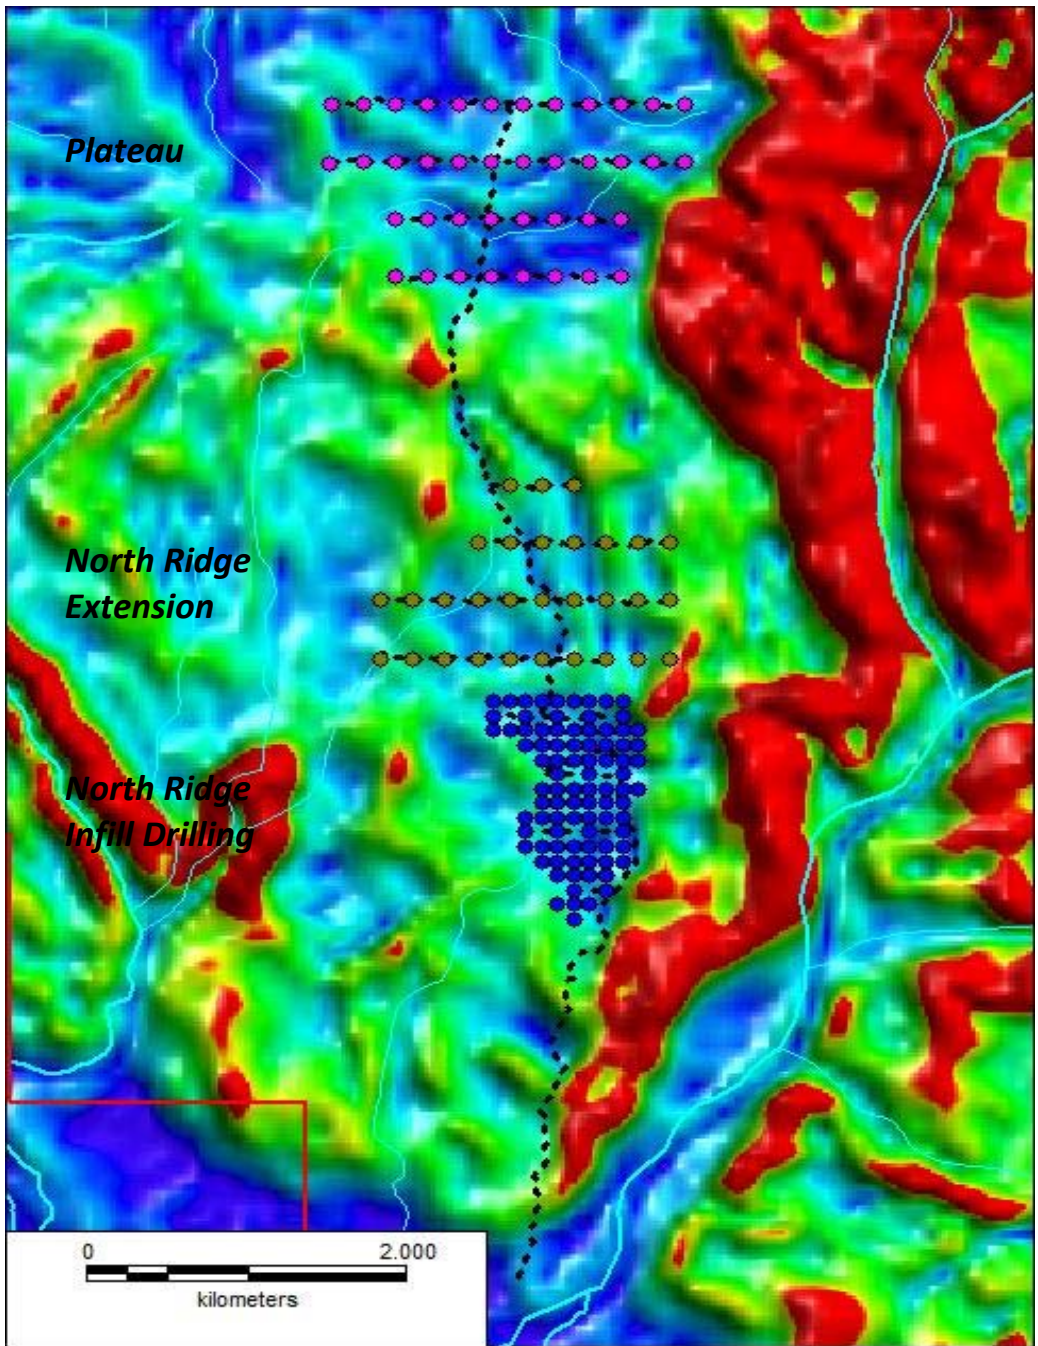 Plateau
North Ridge
Extension
North Ridge
Infill Drilling
0 2.000
kilometers